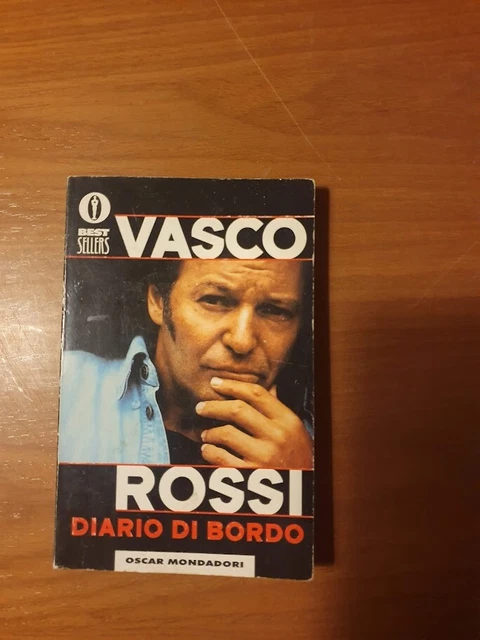 BEST
SELLERS
VASCO
ROSSI
DIARIO DI BORDO
OSCAR MONDADORI